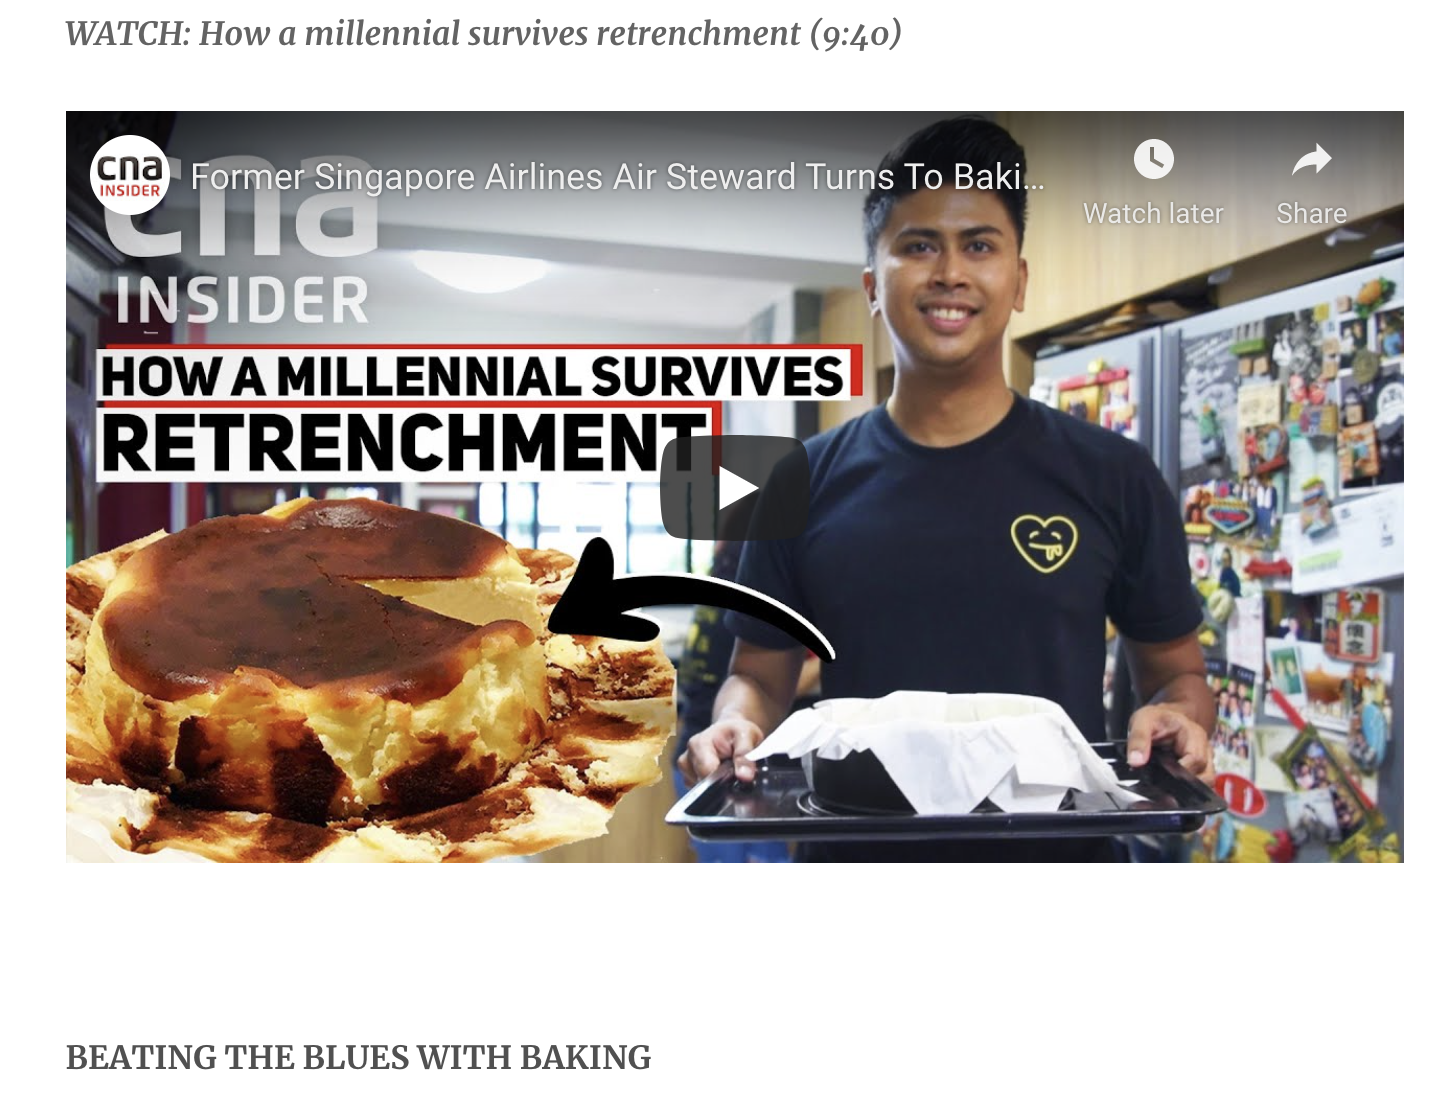 WATCH: How a millennial survives retrenchment (9:40)
cna
INSIDER
Former Singapore Airlines Air Steward Turns To Baki...
Watch later
Share
cna
INSIDER
HOW A MILLENNIAL SURVIVES
RETRENCHMENT
BEATING THE BLUES WITH BAKING